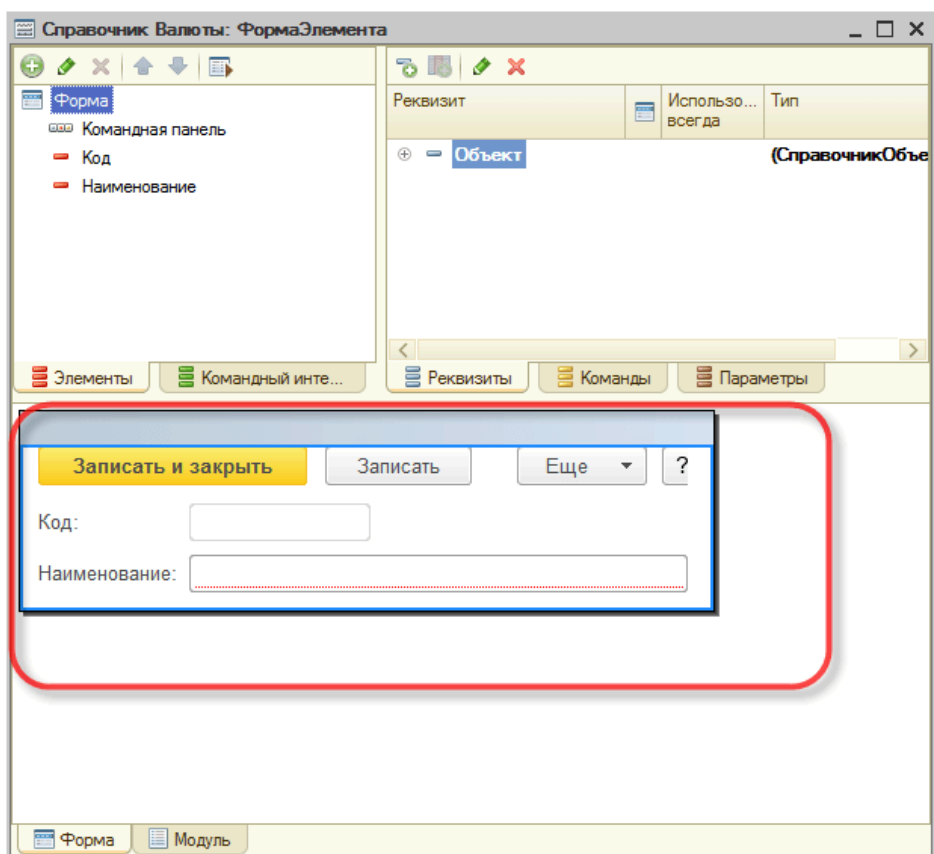 Справочник Валюты: ФормаЭлемента
Форма
Командная панель
Код
Наименование
Элементы
Командный инте...
Реквизит
Использо... всегда
Тип
Объект
(СправочникОбъе
Реквизиты
Команды
Параметры
Записать и закрыть
Записать
Еще
?
Код:
Наименование:
Форма
Модуль